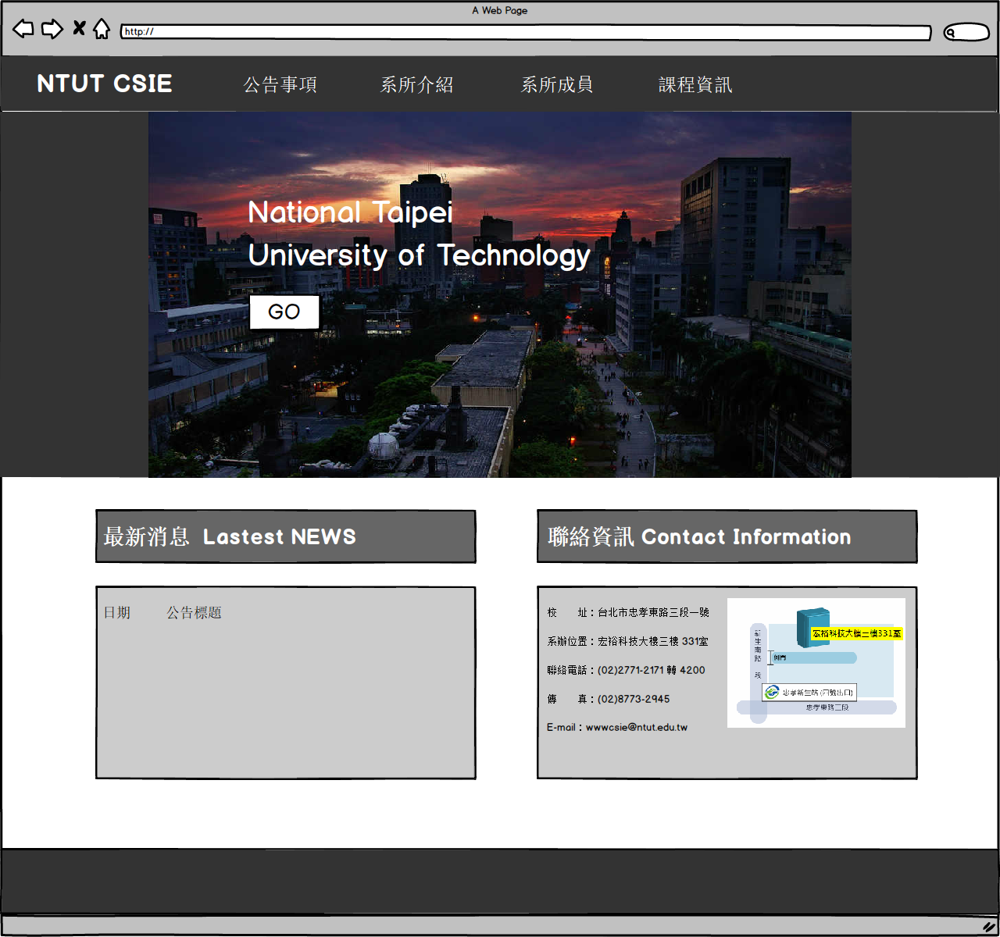 A Web Page
http://
NTUT CSIE
公告事項
系所介紹
系所成員
課程資訊
National Taipei
University of Technology
GO
最新消息 Lastest NEWS
日期
公告標題
聯絡資訊 Contact Information
校　　址：台北市忠孝東路三段一號
系辦位置：宏裕科技大樓三樓 331室
聯絡電話：(02)2771-2171 轉 4200
傳　　真：(02)8773-2945
E-mail：wwwcsie@ntut.edu.tw
宏裕科技大樓三樓331室
新生南路
段
側門
忠孝新生站 (四號出口)
忠孝東路三段